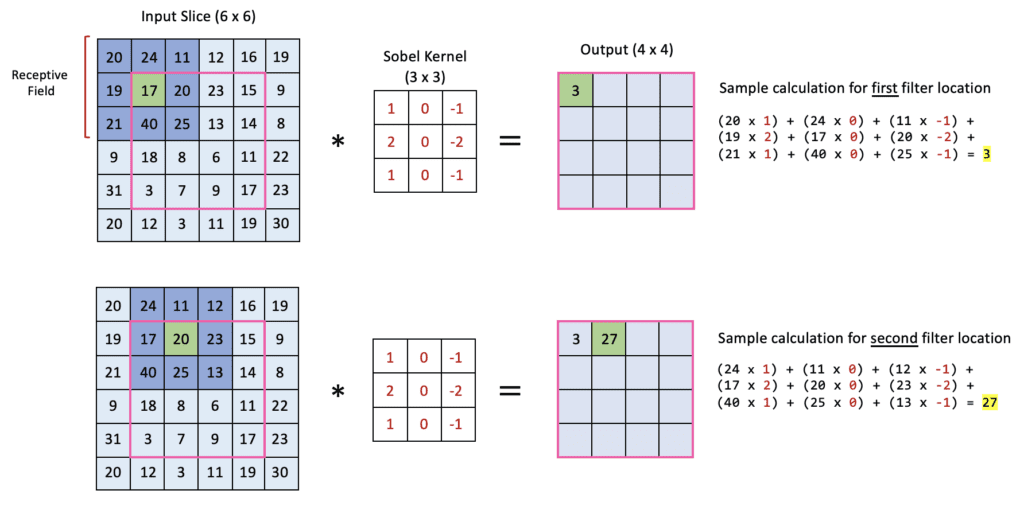 Input Slice (6 x 6)
Receptive
Field
20 24 11 12 16 19
19 17 20 23 15 9
21 40 25 13 14 8
9 18 8 6 11 22
31 3 7 9 17 23
20 12 3 11 19 30
*
Sobel Kernel
(3 x 3)
1 0 -1
2 0 -2
1 0 -1
=
Output (4 x 4)
3
Sample calculation for first filter location
(20 x 1) + (24 x 0) + (11 x -1) +
(19 x 2) + (17 x 0) + (20 x -2) +
(21 x 1) + (40 x 0) + (25 x -1) = 3
20 24 11 12 16 19
19 17 20 23 15 9
21 40 25 13 14 8
9 18 8 6 11 22
31 3 7 9 17 23
20 12 3 11 19 30
*
1 0 -1
2 0 -2
1 0 -1
=
3 27
Sample calculation for second filter location
(24 x 1) + (11 x 0) + (12 x -1) +
(17 x 2) + (20 x 0) + (23 x -2) +
(40 x 1) + (25 x 0) + (13 x -1) = 27